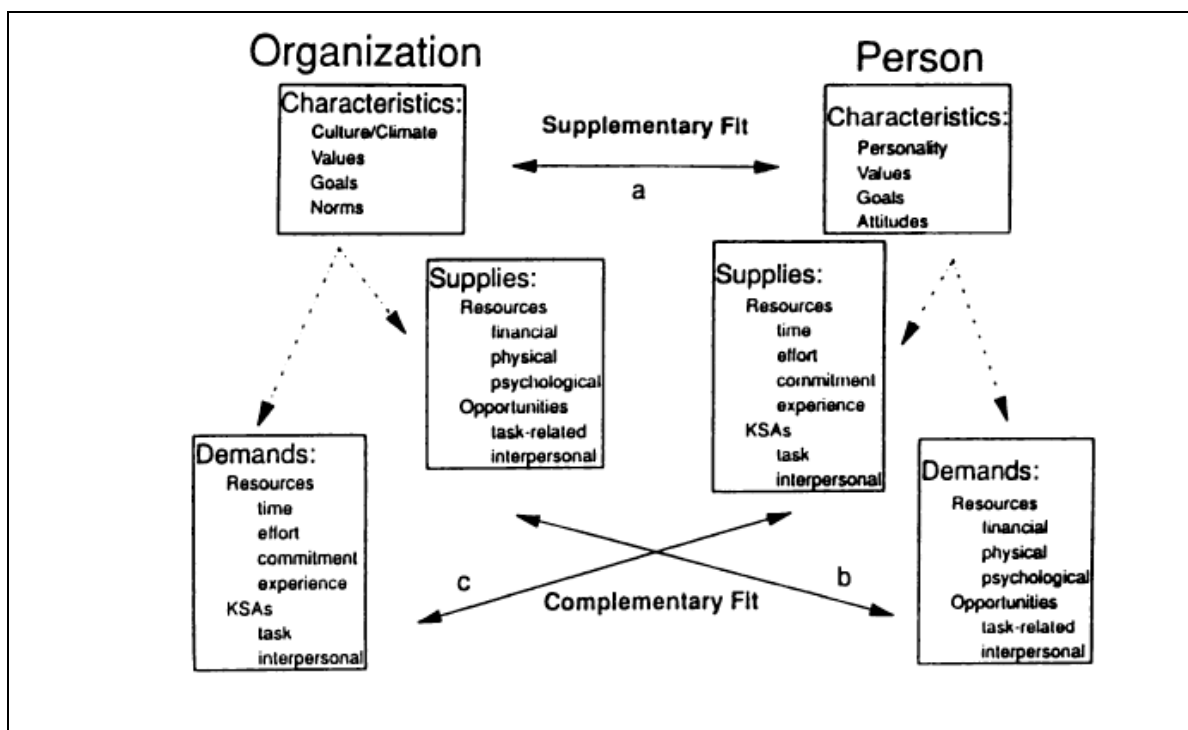 Organization
Characteristics:
Culture/Climate
Values
Goals
Norms
Supplementary Fit
a
Person
Characteristics:
Personality
Values
Goals
Attitudes
Supplies:
Resources
financial
physical
psychological
Opportunities
task-related
interpersonal
Supplies:
Resources
time
effort
commitment
experience
KSAs
task
interpersonal
Demands:
Resources
time
effort
commitment
experience
KSAs
task
interpersonal
c
Complementary Fit
b
Demands:
Resources
financial
physical
psychological
Opportunities
task-related
interpersonal